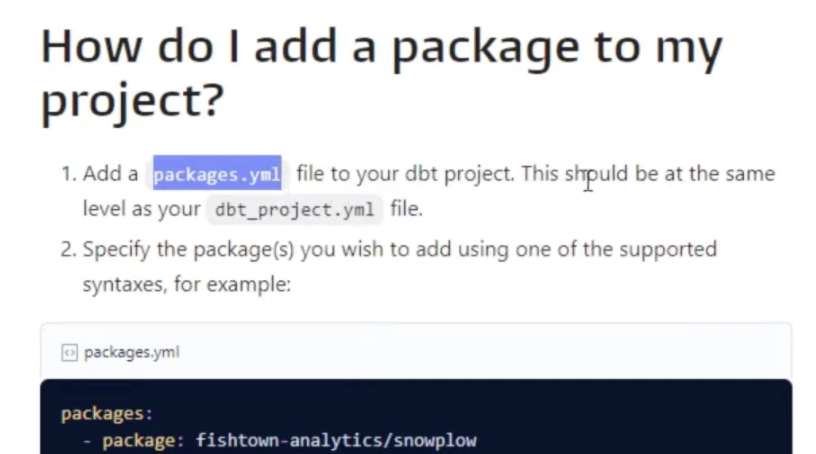 How do I add a package to my
project?
1. Add a packages.yml file to your dbt project. This should be at the same
level as your dbt_project.yml file.
2. Specify the package(s) you wish to add using one of the supported
syntaxes, for example:
packages.yml
packages:
- package: fishtown-analytics/snowplow